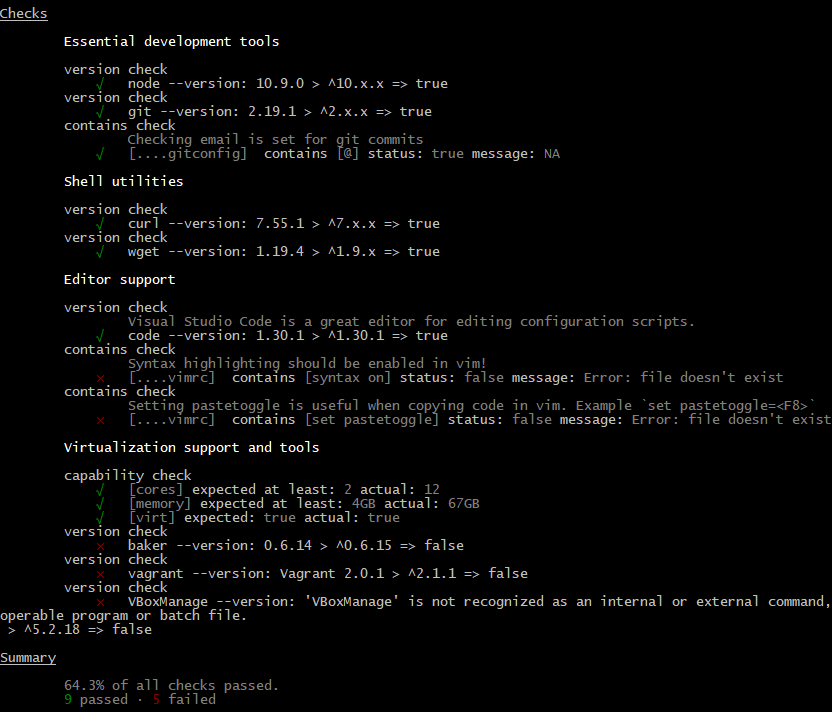 Checks
Essential development tools
version check
√ node --version: 10.9.0 > ^10.x.x => true
version check
√ git --version: 2.19.1 > ^2.x.x => true
contains check
Checking email is set for git commits
√ [....gitconfig] contains [@] status: true message: NA
Shell utilities
version check
√ curl --version: 7.55.1 > ^7.x.x => true
version check
√ wget --version: 1.19.4 > ^1.9.x => true
Editor support
version check
Visual Studio Code is a great editor for editing configuration scripts.
√ code --version: 1.30.1 > ^1.30.1 => true
contains check
Syntax highlighting should be enabled in vim!
× [....vimrc] contains [syntax on] status: false message: Error: file doesn't exist
contains check
Setting pastetoggle is useful when copying code in vim. Example `set pastetoggle=<F8>`
× [....vimrc] contains [set pastetoggle] status: false message: Error: file doesn't exist
Virtualization support and tools
capability check
√ [cores] expected at least: 2 actual: 12
√ [memory] expected at least: 4GB actual: 67GB
√ [virt] expected: true actual: true
version check
× baker --version: 0.6.14 > ^0.6.15 => false
version check
× vagrant --version: Vagrant 2.0.1 > ^2.1.1 => false
version check
× VBoxManage --version: 'VBoxManage' is not recognized as an internal or external command,
operable program or batch file.
> ^5.2.18 => false
Summary
64.3% of all checks passed.
9 passed · 5 failed